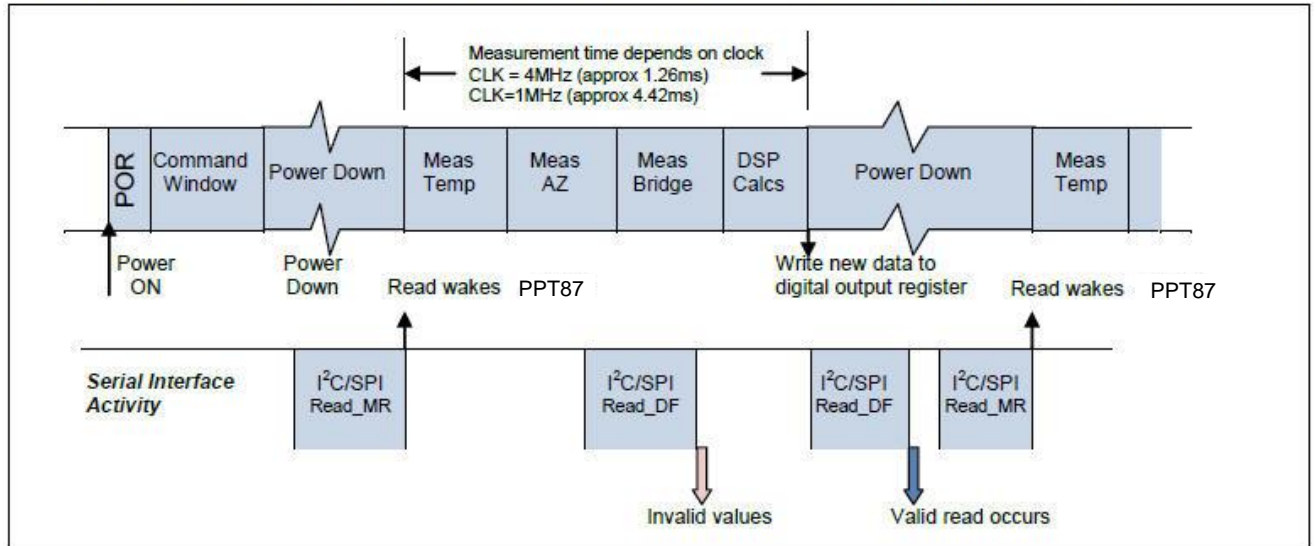 Measurement time depends on clock
CLK = 4MHz (approx 1.26ms)
CLK=1MHz (approx 4.42ms)
POR
Command
Window
Power Down
Meas
Temp
Meas
AZ
Meas
Bridge
DSP
Calcs
Power Down
Meas
Temp
Power
ON
Power
Down
Write new data to
digital output register
Read wakes PPT87
Read wakes PPT87
Serial Interface
Activity
I²C/SPI
Read_MR
I²C/SPI
Read_DF
I²C/SPI
Read_DF
I²C/SPI
Read_MR
Invalid values
Valid read occurs